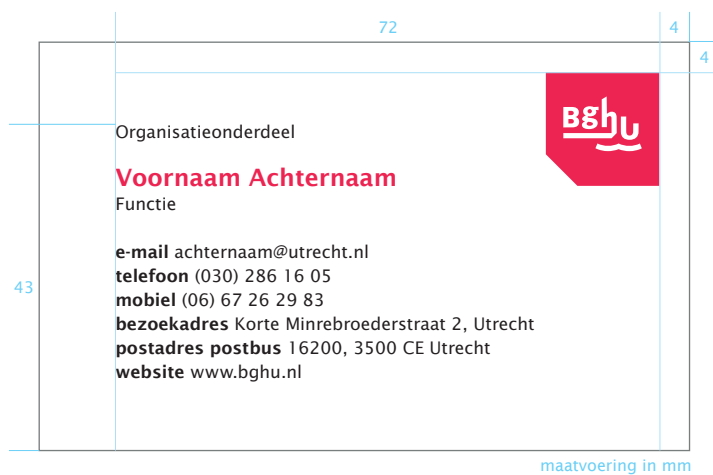 72
4
4
Bghu
Organisatieonderdeel
Voornaam Achternaam
Functie
e-mail achternaam@utrecht.nl
telefoon (030) 286 16 05
mobiel (06) 67 26 29 83
43
bezoekadres Korte Minrebroederstraat 2, Utrecht
postadres postbus 16200, 3500 CE Utrecht
website www.bghu.nl
maatvoering in mm